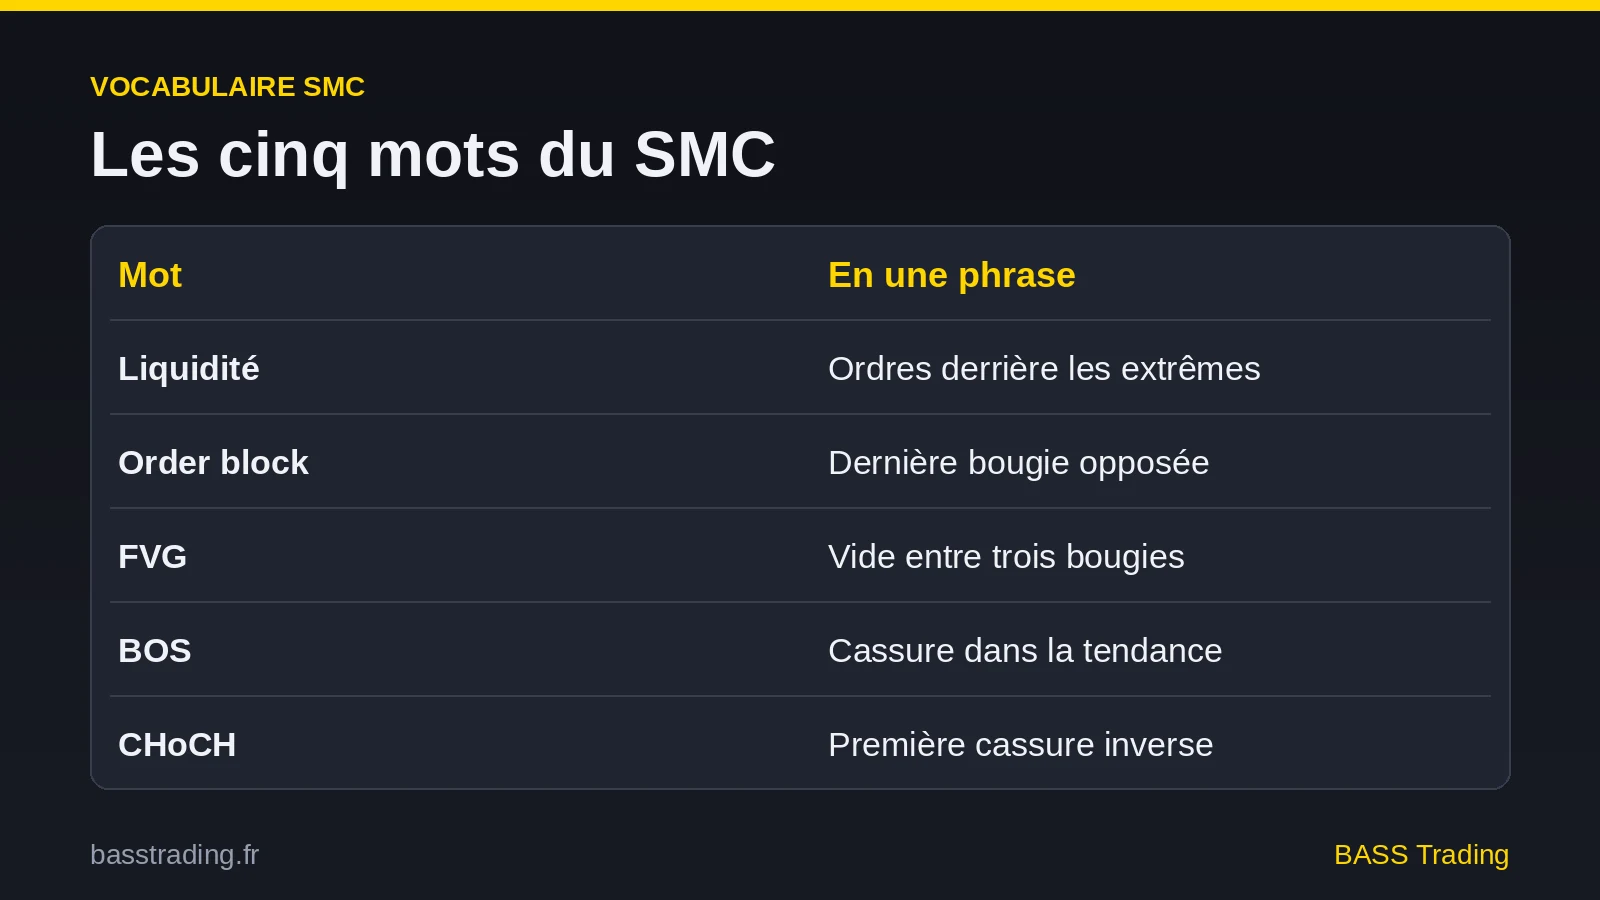 VOCABULAIRE SMC
Les cinq mots du SMC
Mot En une phrase
Liquidité Ordres derrière les extrêmes
Order block Dernière bougie opposée
FVG Vide entre trois bougies
BOS Cassure dans la tendance
CHoCH Première cassure inverse
basstrading.fr BASS Trading